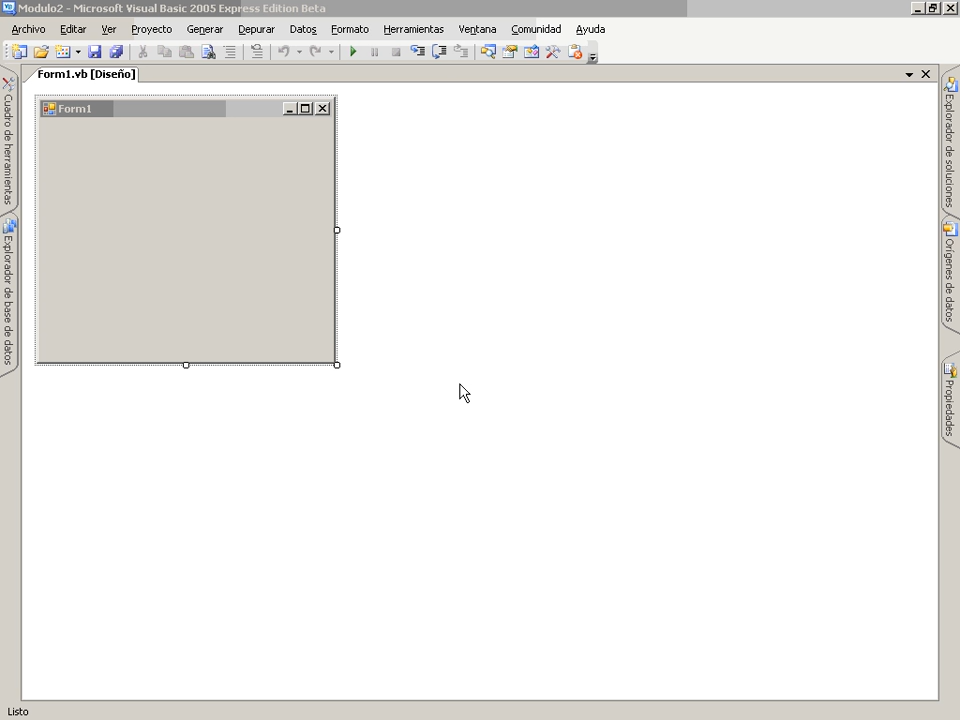 Modulo2 - Microsoft Visual Basic 2005 Express Edition Beta
Archivo Editar Ver Proyecto Generar Depurar Datos Formato Herramientas Ventana Comunidad Ayuda
Form1.vb [Diseño]
Form1
Cuadro de herramientas
Explorador de base de datos
Explorador de soluciones
Orígenes de datos
Propiedades
Listo